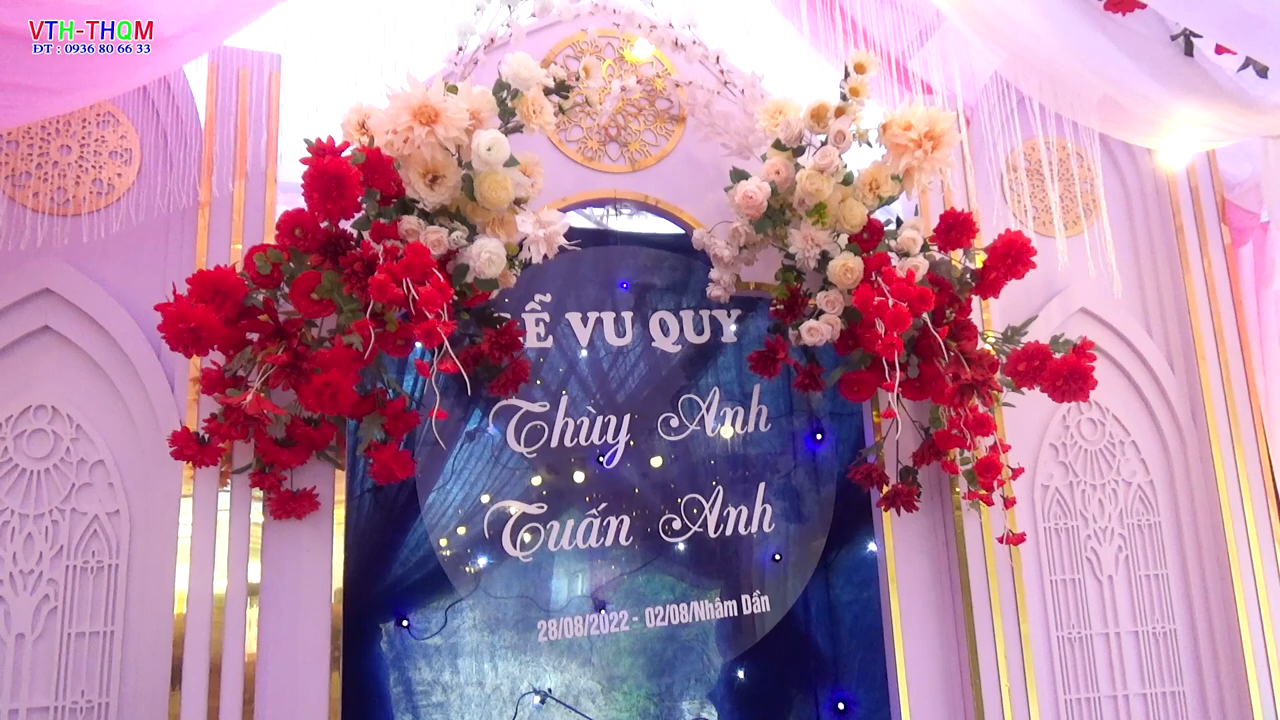 VTH-THQM
ĐT : 0936 80 66 33
LỄ VU QUY
Thùy Anh
Tuấn Anh
28/08/2022 - 02/08/Nhâm Dần